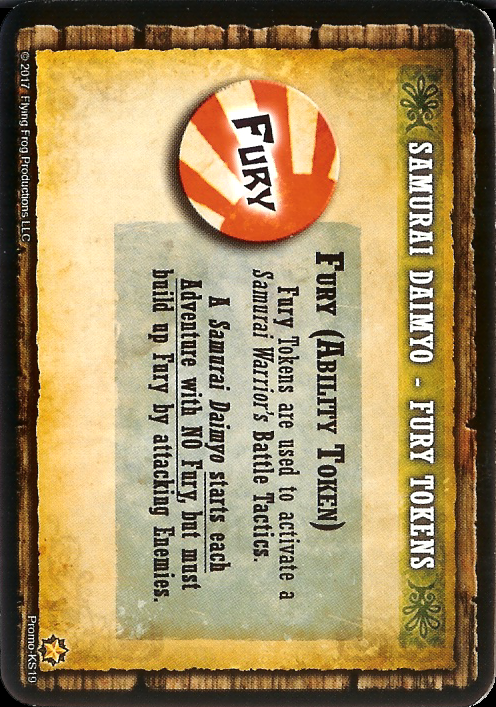 SAMURAI DAIMYO - FURY TOKENS
FURY
FURY (ABILITY TOKEN)
Fury Tokens are used to activate a
Samurai Warrior's Battle Tactics.
A Samurai Daimyo starts each
Adventure with NO Fury, but must
build up Fury by attacking Enemies.
© 2017 Flying Frog Productions LLC
Promo-KS19